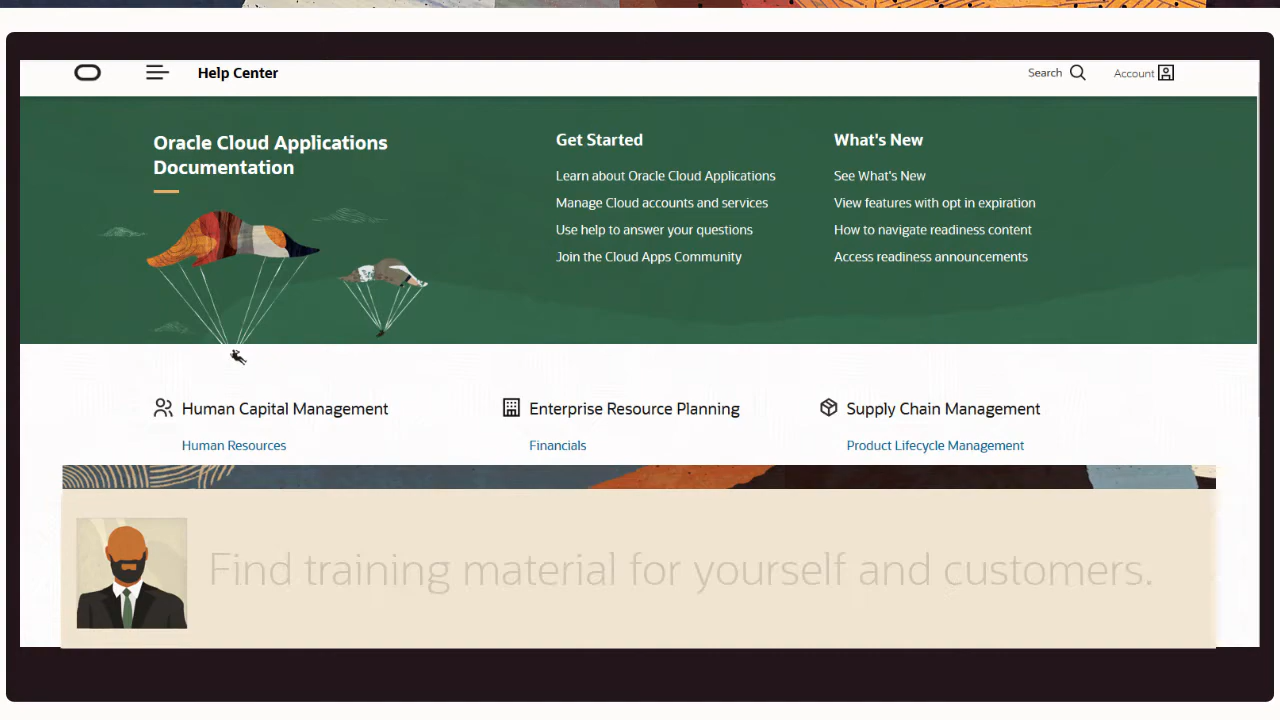 Help Center
Search
Account
Oracle Cloud Applications
Documentation
Get Started
Learn about Oracle Cloud Applications
Manage Cloud accounts and services
Use help to answer your questions
Join the Cloud Apps Community
What's New
See What's New
View features with opt in expiration
How to navigate readiness content
Access readiness announcements
Human Capital Management
Human Resources
Enterprise Resource Planning
Financials
Supply Chain Management
Product Lifecycle Management
Find training material for yourself and customers.